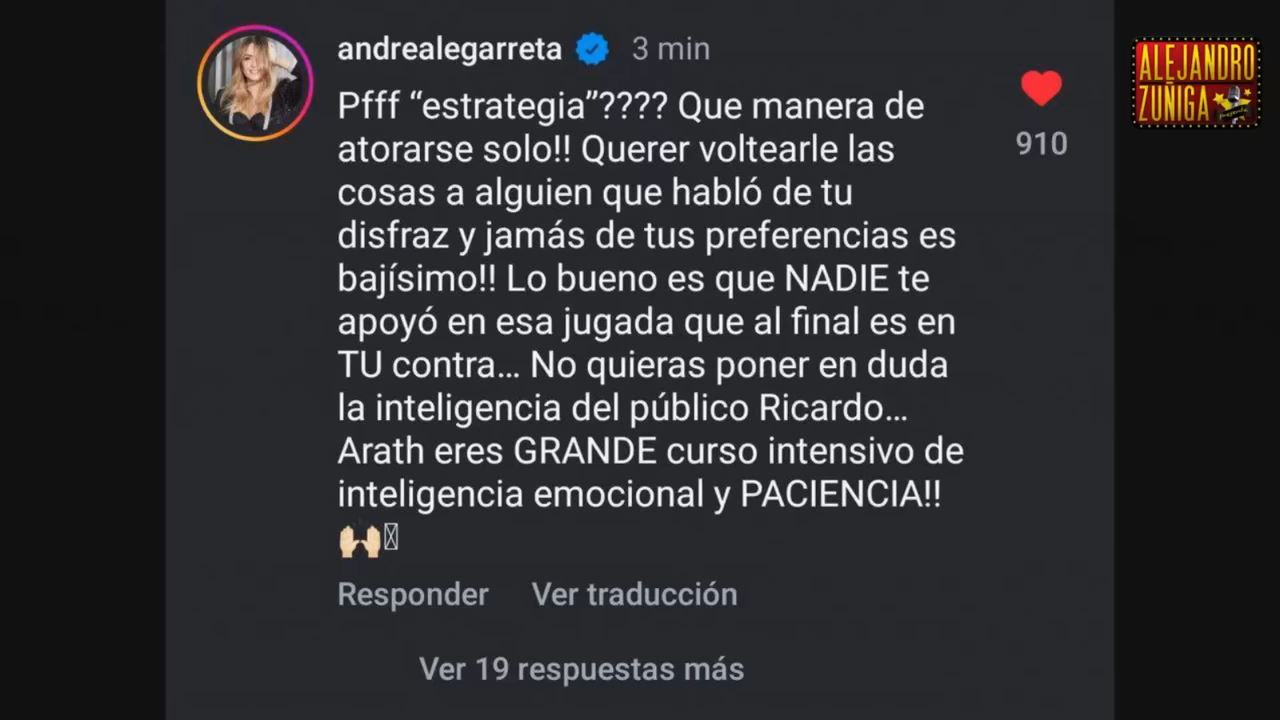 andrealegarreta 3 min
Pfff “estrategia”???? Que manera de
atorarse solo!! Querer voltearle las
cosas a alguien que habló de tu
disfraz y jamás de tus preferencias es
bajísimo!! Lo bueno es que NADIE te
apoyó en esa jugada que al final es en
TU contra... No quieras poner en duda
la inteligencia del público Ricardo...
Arath eres GRANDE curso intensivo de
inteligencia emocional y PACIENCIA!!
🙌🏼
910
Responder Ver traducción
Ver 19 respuestas más
ALEJANDRO
ZUÑIGA